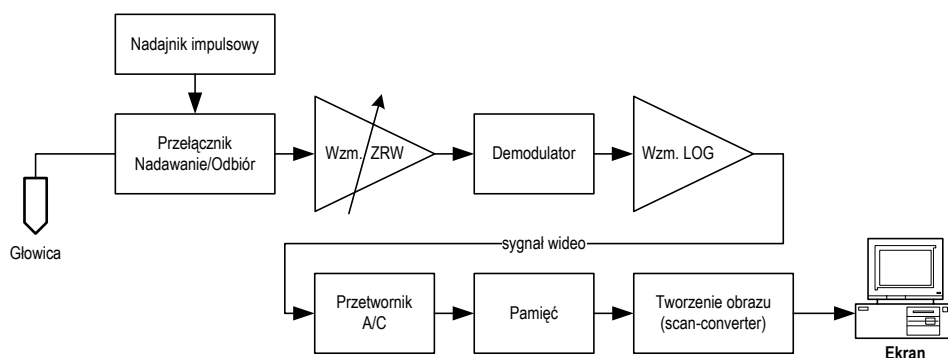 Nadajnik impulsowy
Przełącznik
Nadawanie/Odbiór
Wzm. ZRW
Demodulator
Wzm. LOG
Głowica
sygnał wideo
Przetwornik
A/C
Pamięć
Tworzenie obrazu
(scan-converter)
Ekran